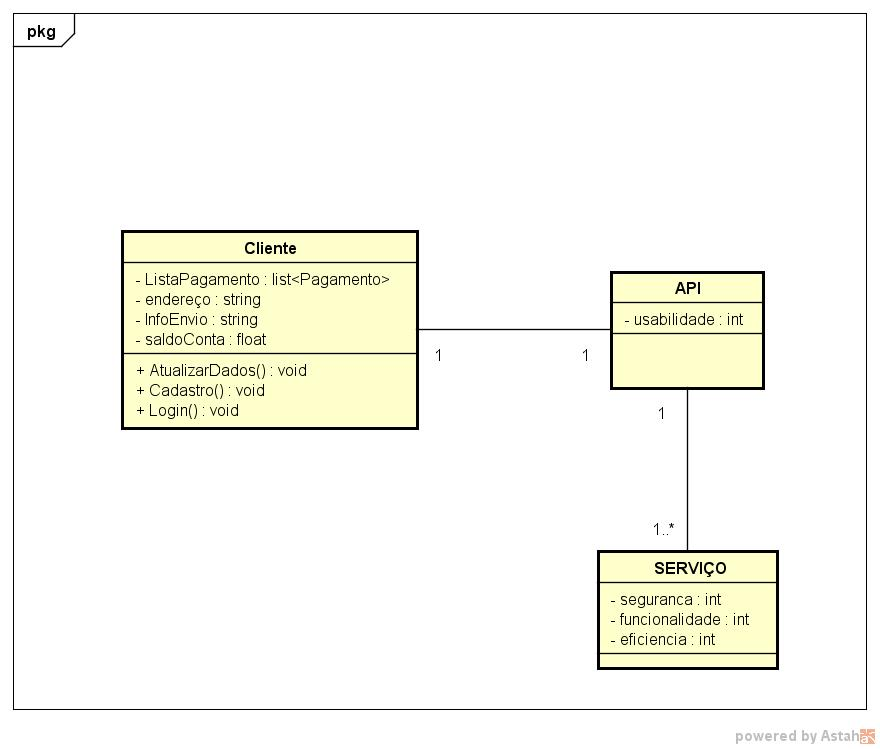 pkg
Cliente
- ListaPagamento : list<Pagamento>
- endereço : string
- InfoEnvio : string
- saldoConta : float
+ AtualizarDados() : void
+ Cadastro() : void
+ Login() : void
1
1
API
- usabilidade : int
1
1..*
SERVIÇO
- seguranca : int
- funcionalidade : int
- eficiencia : int
powered by Astah